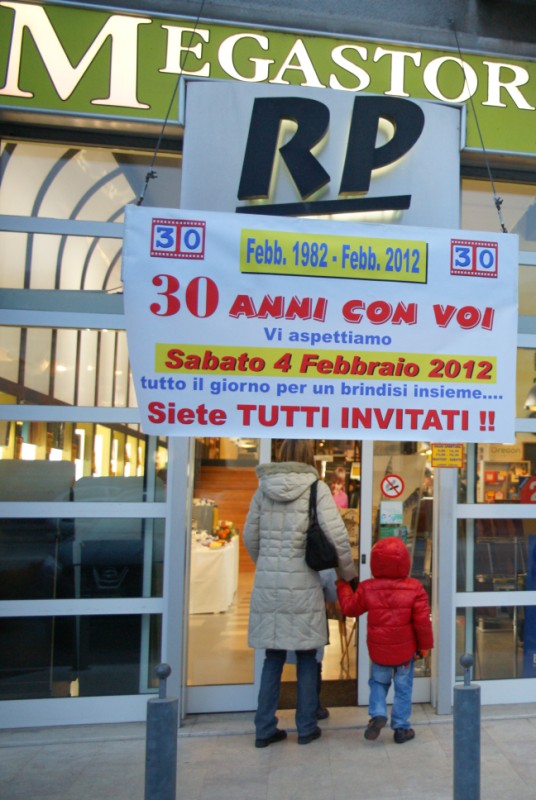 MEGASTOR
RP
30 Febb. 1982 - Febb. 2012 30
30 ANNI CON VOI
Vi aspettiamo
Sabato 4 Febbraio 2012
tutto il giorno per un brindisi insieme....
Siete TUTTI INVITATI !!